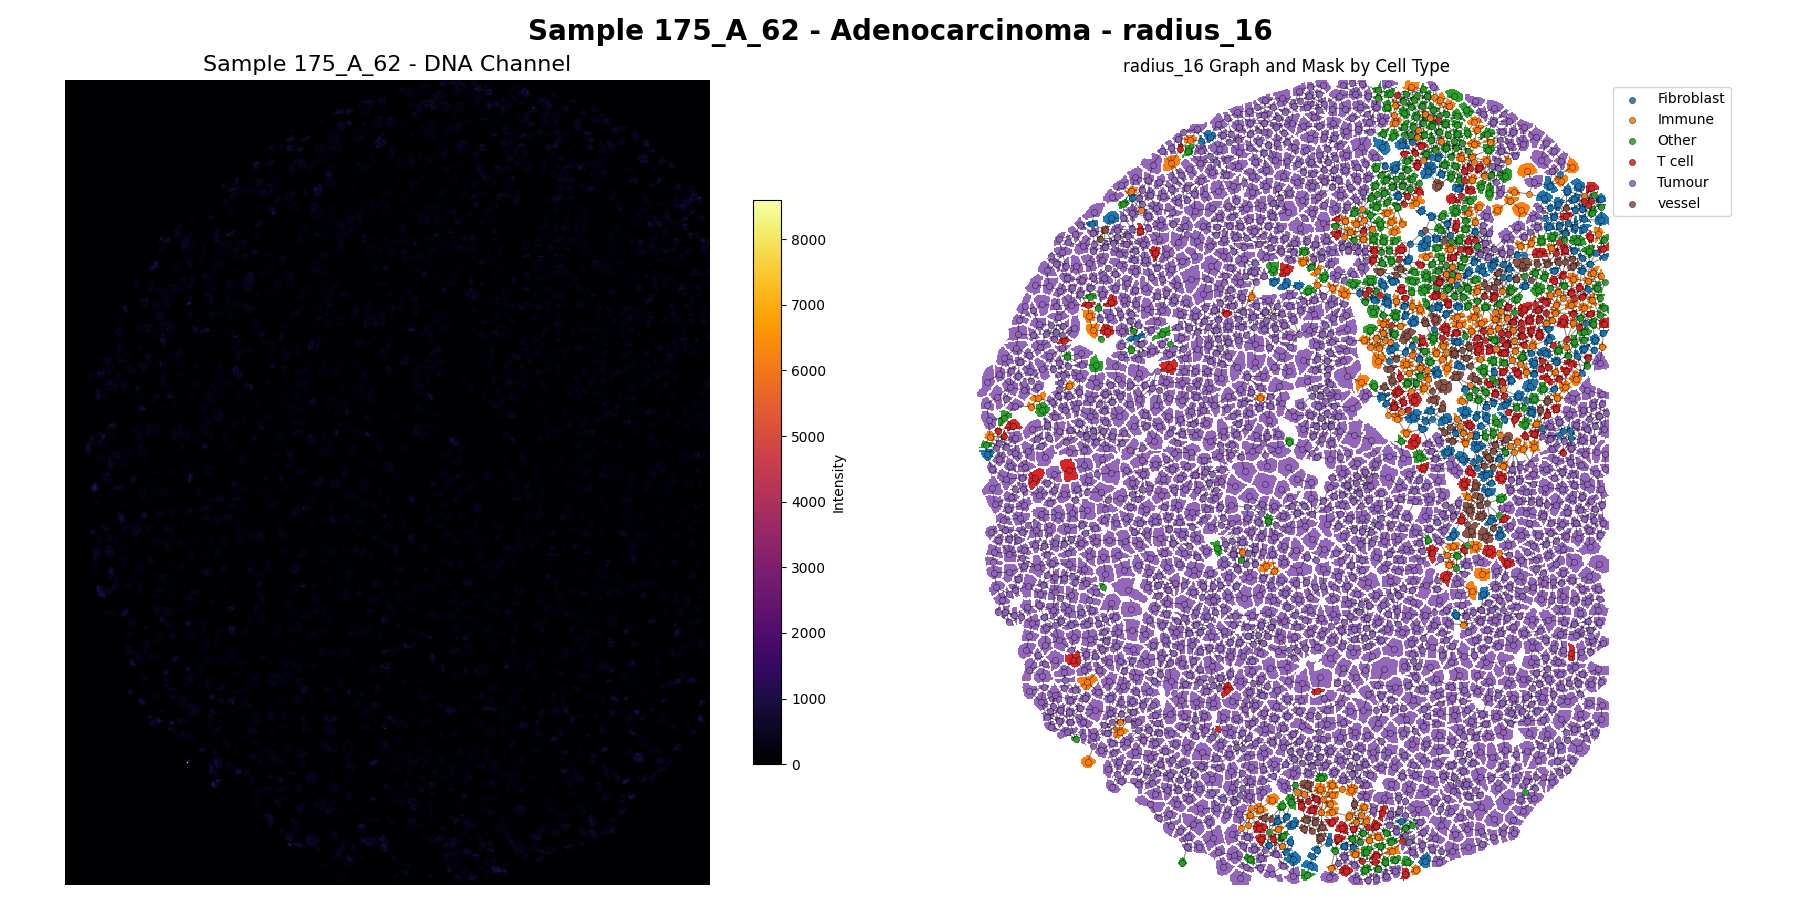 Sample 175_A_62 - Adenocarcinoma - radius_16
Sample 175_A_62 - DNA Channel
radius_16 Graph and Mask by Cell Type
Fibroblast
Immune
Other
T cell
Tumour
vessel
8000
7000
6000
5000
4000
3000
2000
1000
0
Intensity